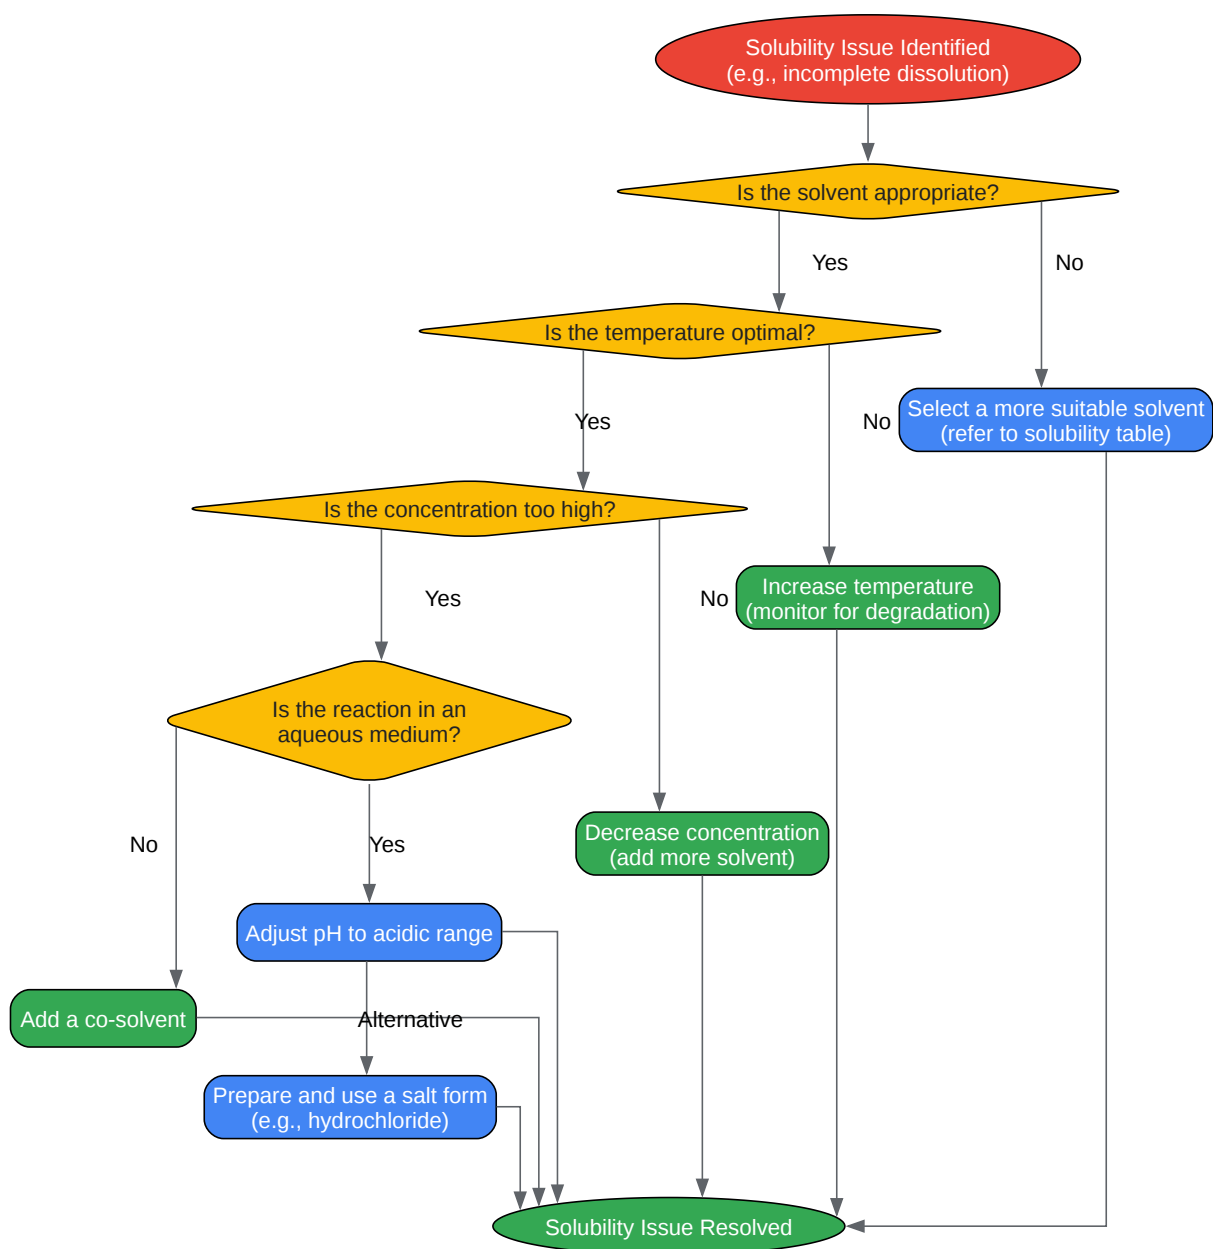 Solubility Issue Identified
(e.g., incomplete dissolution)
Is the solvent appropriate?
Yes
No
Is the temperature optimal?
Yes
No
Select a more suitable solvent
(refer to solubility table)
Is the concentration too high?
Yes
No
Increase temperature
(monitor for degradation)
Is the reaction in an
aqueous medium?
No
Yes
Decrease concentration
(add more solvent)
Adjust pH to acidic range
Add a co-solvent
Alternative
Prepare and use a salt form
(e.g., hydrochloride)
Solubility Issue Resolved